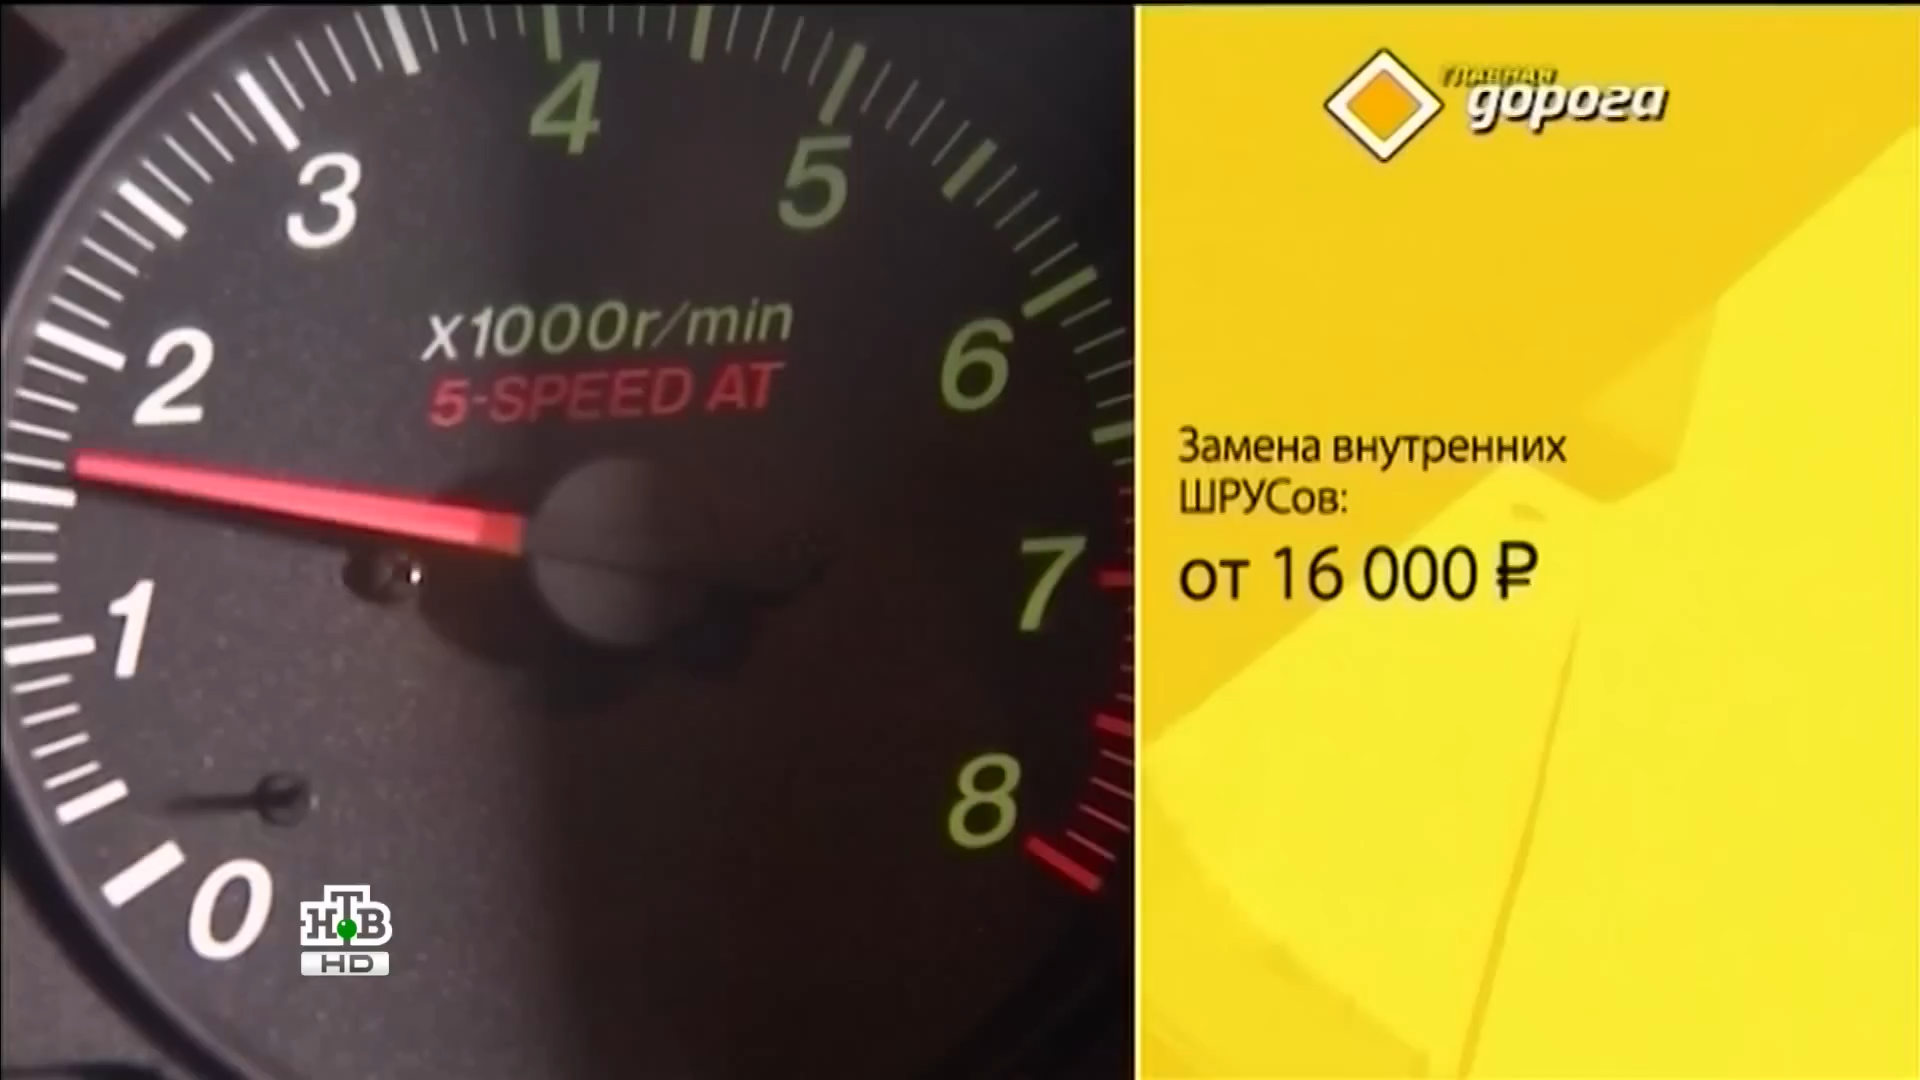 4
5
3
x1000r/min
5-SPEED AT
2
6
1
7
8
0
НТВ
HD
ГЛАВНАЯ
дорога
Замена внутренних
ШРУСов:
от 16 000 ₽